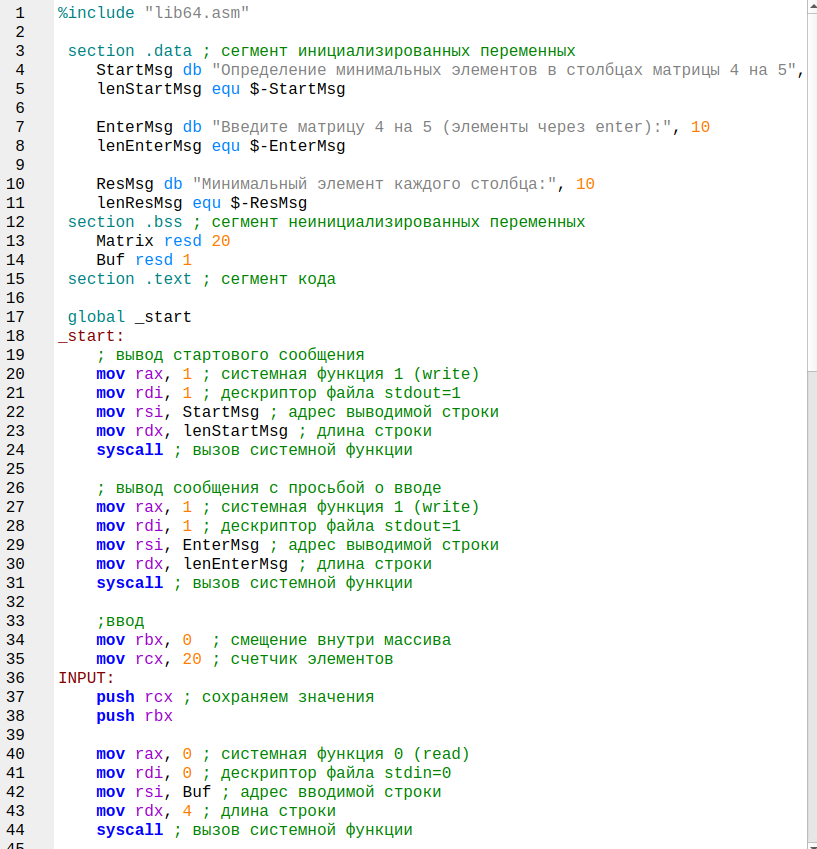 1 %include "lib64.asm"
2
3 section .data ; сегмент инициализированных переменных
4 StartMsg db "Определение минимальных элементов в столбцах матрицы 4 на 5",
5 lenStartMsg equ $-StartMsg
6
7 EnterMsg db "Введите матрицу 4 на 5 (элементы через enter):", 10
8 lenEnterMsg equ $-EnterMsg
9
10 ResMsg db "Минимальный элемент каждого столбца:", 10
11 lenResMsg equ $-ResMsg
12 section .bss ; сегмент неинициализированных переменных
13 Matrix resd 20
14 Buf resd 1
15 section .text ; сегмент кода
16
17 global _start
18 _start:
19 ; вывод стартового сообщения
20 mov rax, 1 ; системная функция 1 (write)
21 mov rdi, 1 ; дескриптор файла stdout=1
22 mov rsi, StartMsg ; адрес выводимой строки
23 mov rdx, lenStartMsg ; длина строки
24 syscall ; вызов системной функции
25
26 ; вывод сообщения с просьбой о вводе
27 mov rax, 1 ; системная функция 1 (write)
28 mov rdi, 1 ; дескриптор файла stdout=1
29 mov rsi, EnterMsg ; адрес выводимой строки
30 mov rdx, lenEnterMsg ; длина строки
31 syscall ; вызов системной функции
32
33 ;ввод
34 mov rbx, 0 ; смещение внутри массива
35 mov rcx, 20 ; счетчик элементов
36 INPUT:
37 push rcx ; сохраняем значения
38 push rbx
39
40 mov rax, 0 ; системная функция 0 (read)
41 mov rdi, 0 ; дескриптор файла stdin=0
42 mov rsi, Buf ; адрес вводимой строки
43 mov rdx, 4 ; длина строки
44 syscall ; вызов системной функции
45